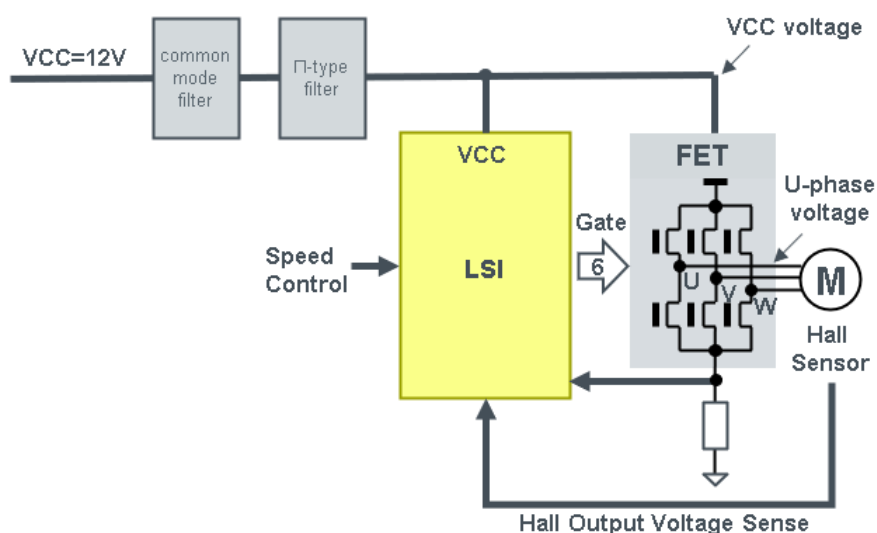 VCC voltage
VCC=12V
common
mode
filter
Π-type
filter
VCC
FET
U-phase
voltage
Gate
6
Speed
Control
LSI
U
V
W
M
Hall
Sensor
Hall Output Voltage Sense